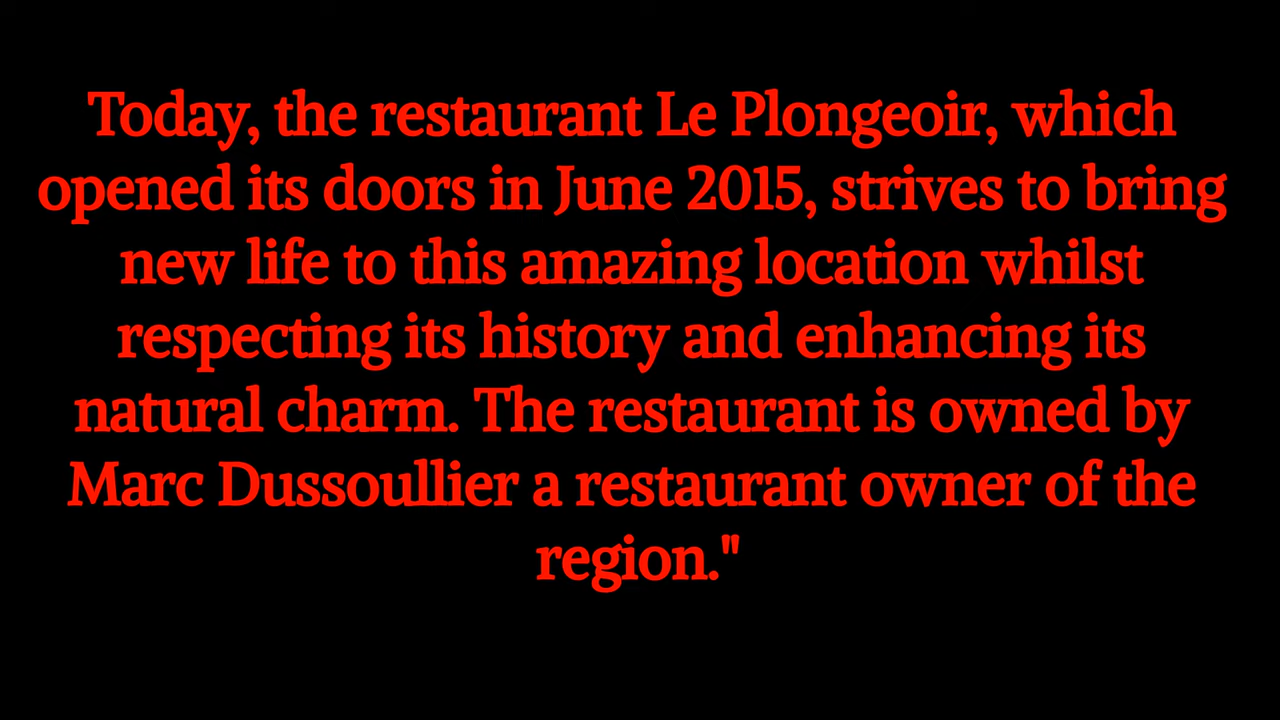 Today, the restaurant Le Plongeoir, which
opened its doors in June 2015, strives to bring
new life to this amazing location whilst
respecting its history and enhancing its
natural charm. The restaurant is owned by
Marc Dussoullier a restaurant owner of the
region."